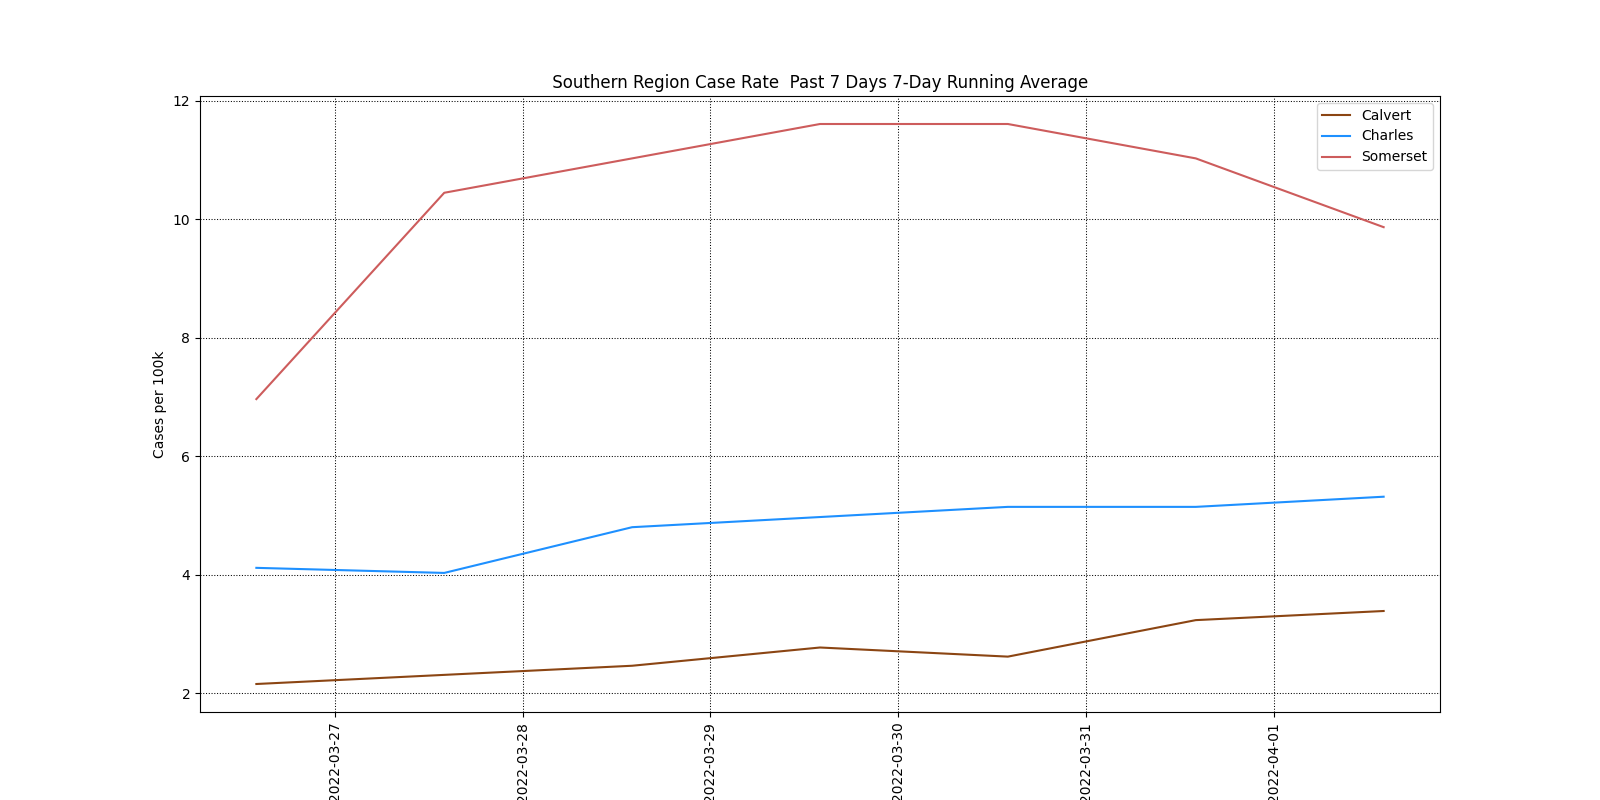 Southern Region Case Rate  Past 7 Days 7-Day Running Average
Calvert
Charles
Somerset
Cases per 100k
12
10
8
6
4
2
2022-03-27
2022-03-28
2022-03-29
2022-03-30
2022-03-31
2022-04-01